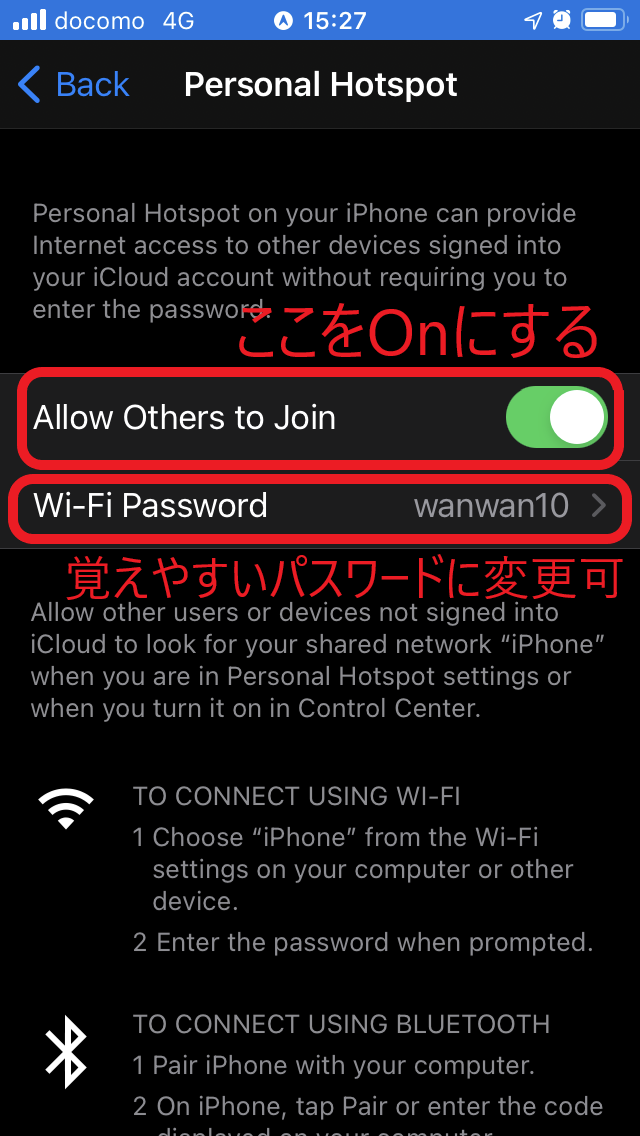 docomo 4G 15:27
Back Personal Hotspot
Personal Hotspot on your iPhone can provide
Internet access to other devices signed into
your iCloud account without requiring you to
enter the password.
ここをOnにする
Allow Others to Join
Wi-Fi Password wanwan10
覚えやすいパスワードに変更可
Allow other users or devices not signed into
iCloud to look for your shared network “iPhone”
when you are in Personal Hotspot settings or
when you turn it on in Control Center.
TO CONNECT USING WI-FI
1 Choose “iPhone” from the Wi-Fi
settings on your computer or other
device.
2 Enter the password when prompted.
TO CONNECT USING BLUETOOTH
1 Pair iPhone with your computer.
2 On iPhone, tap Pair or enter the code
displayed on your computer.